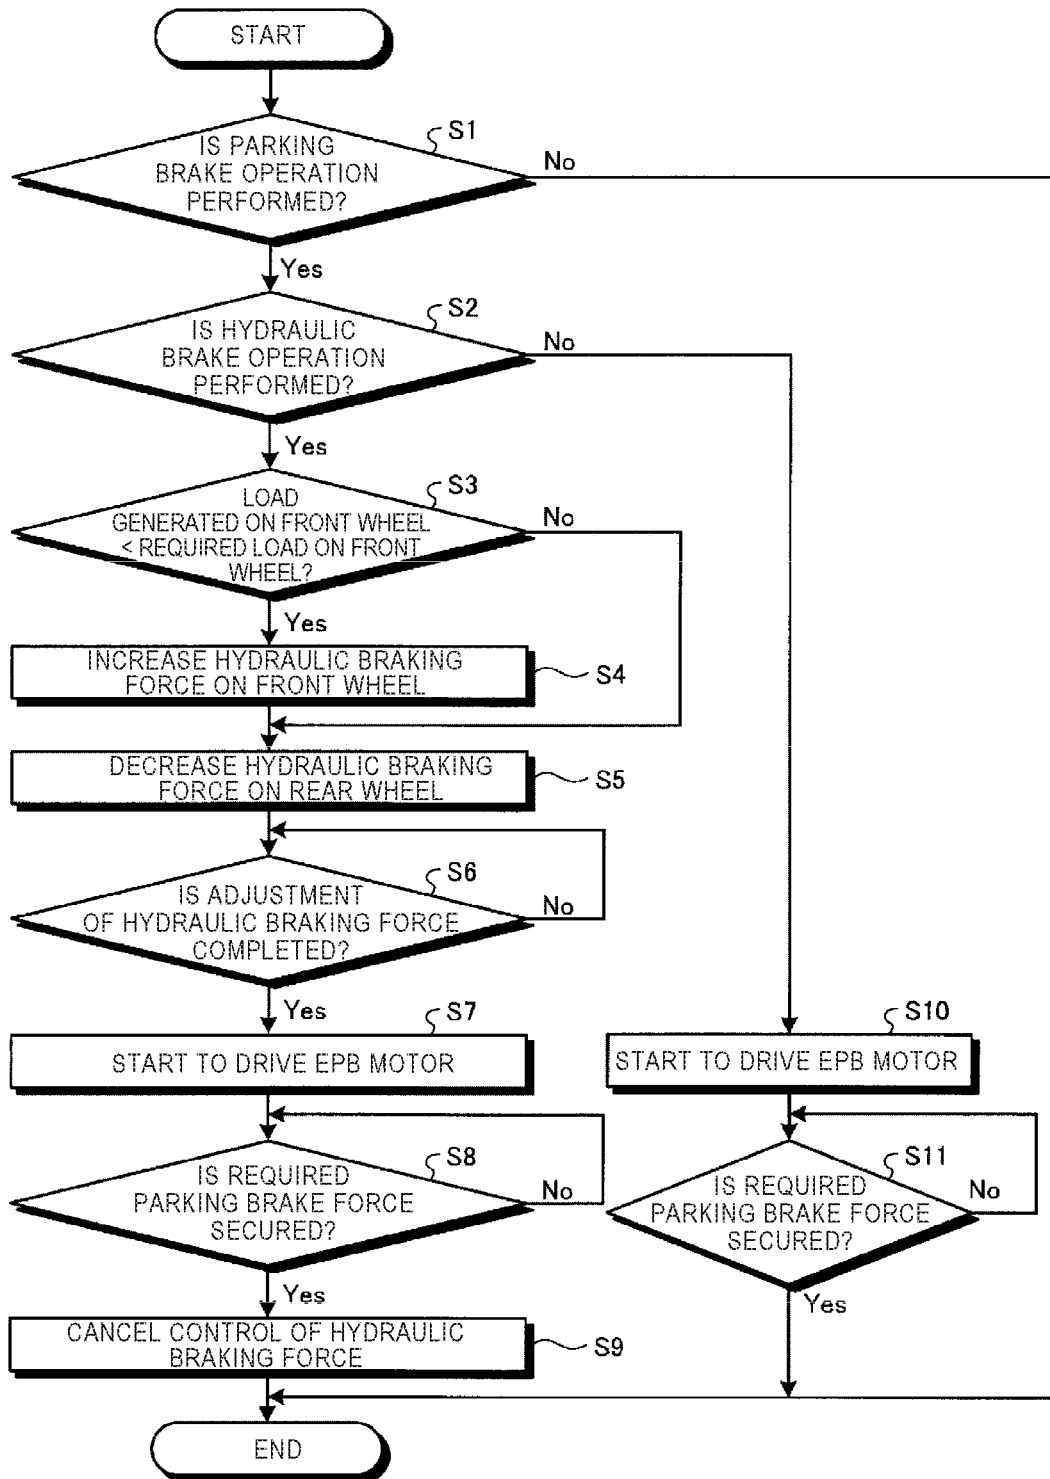 START
S1
IS PARKING
BRAKE OPERATION
PERFORMED?
No
Yes
S2
IS HYDRAULIC
BRAKE OPERATION
PERFORMED?
No
Yes
S3
LOAD
GENERATED ON FRONT WHEEL
< REQUIRED LOAD ON FRONT
WHEEL?
No
Yes
INCREASE HYDRAULIC BRAKING
FORCE ON FRONT WHEEL
S4
DECREASE HYDRAULIC BRAKING
FORCE ON REAR WHEEL
S5
S6
IS ADJUSTMENT
OF HYDRAULIC BRAKING FORCE
COMPLETED?
No
Yes
S7
START TO DRIVE EPB MOTOR
S10
START TO DRIVE EPB MOTOR
S8
IS REQUIRED
PARKING BRAKE FORCE
SECURED?
No
Yes
S11
IS REQUIRED
PARKING BRAKE FORCE
SECURED?
No
Yes
CANCEL CONTROL OF HYDRAULIC
BRAKING FORCE
S9
END